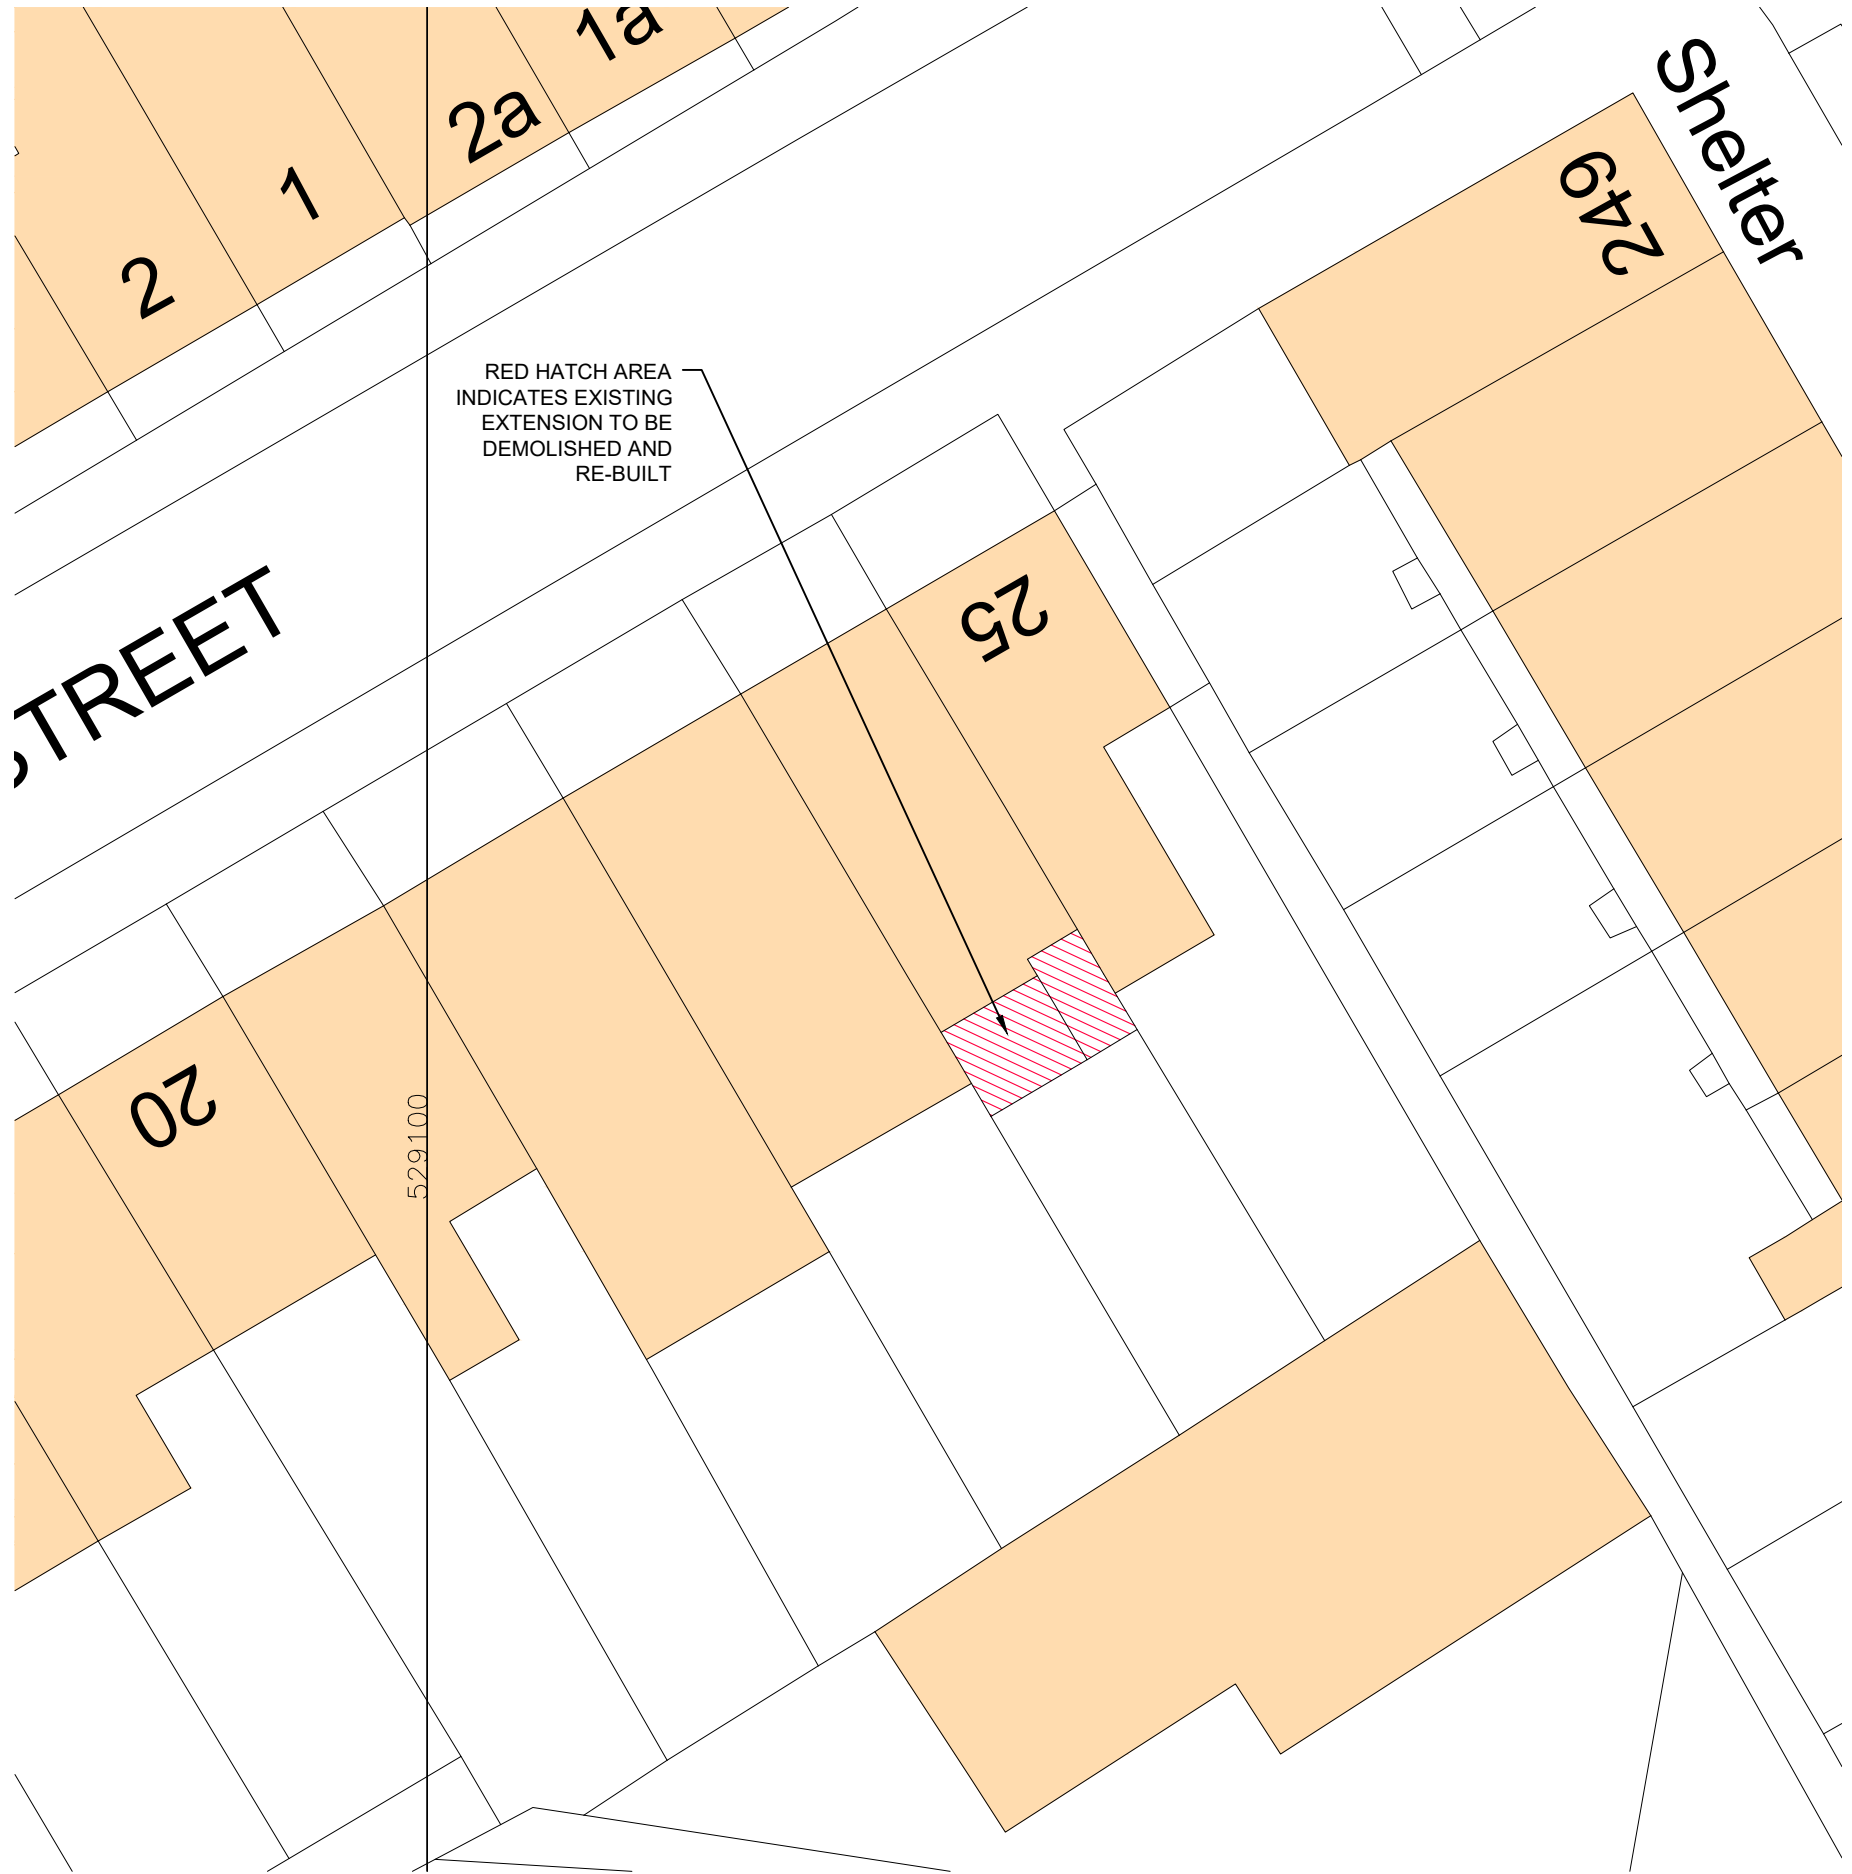 1a
2a
1
2
Shelter
249
RED HATCH AREA
INDICATES EXISTING
EXTENSION TO BE
DEMOLISHED AND
RE-BUILT
STREET
25
20
529100